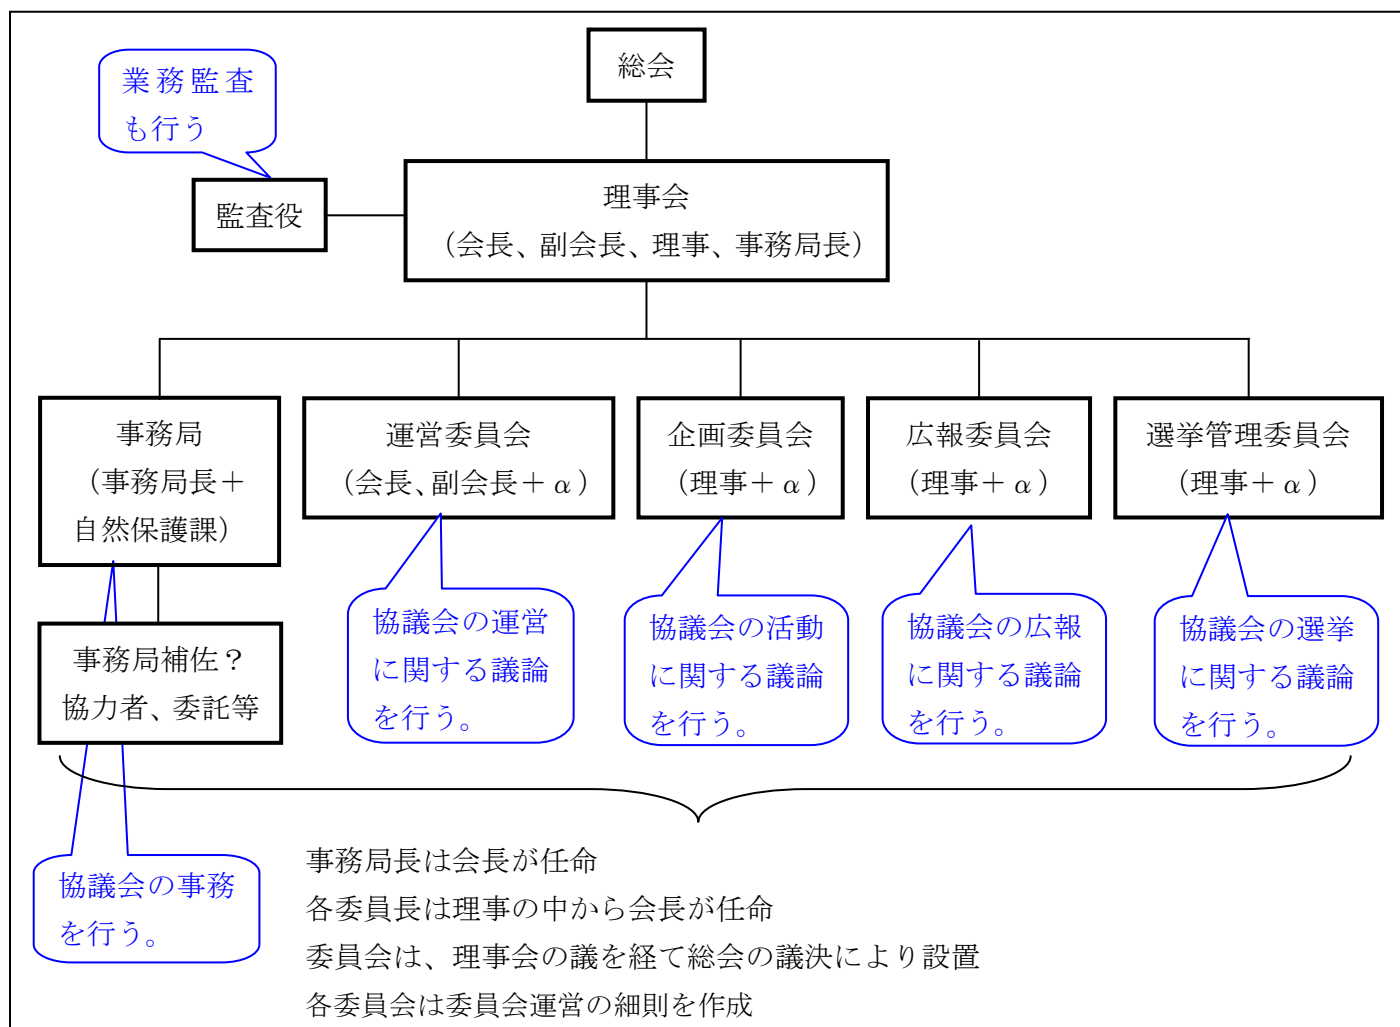 総会
業務監査
も行う
監査役
理事会
（会長、副会長、理事、事務局長）
事務局
（事務局長＋
自然保護課）
運営委員会
（会長、副会長＋α）
企画委員会
（理事＋α）
広報委員会
（理事＋α）
選挙管理委員会
（理事＋α）
事務局補佐？
協力者、委託等
協議会の運営
に関する議論
を行う。
協議会の活動
に関する議論
を行う。
協議会の広報
に関する議論
を行う。
協議会の選挙
に関する議論
を行う。
協議会の事務
を行う。
事務局長は会長が任命
各委員長は理事の中から会長が任命
委員会は、理事会の議を経て総会の議決により設置
各委員会は委員会運営の細則を作成